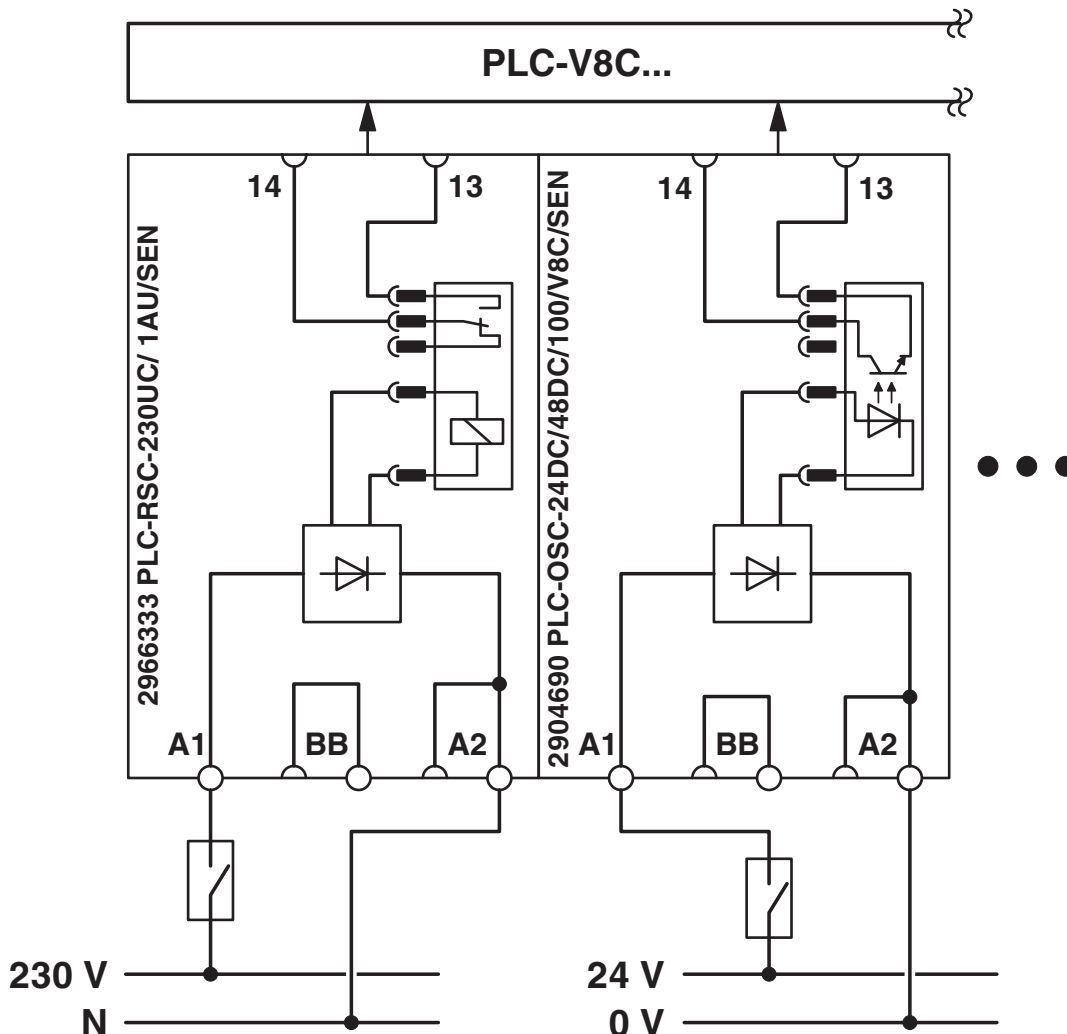 PLC-V8C...
2966333 PLC-RSC-230UC/ 1AU/SEN
14
13
A1
BB
A2
2904690 PLC-OSC-24DC/48DC/100/V8C/SEN
14
13
A1
BB
A2
230 V
N
24 V
0 V